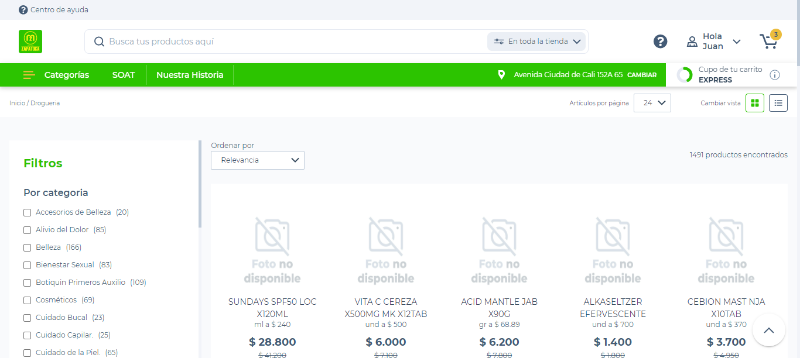 Centro de ayuda
Busca tus productos aquí
En toda la tienda
Hola
Juan
3
Categorías
SOAT
Nuestra Historia
Avenida Ciudad de Cali 152A 65 CAMBIAR
Cupo de tu carrito
EXPRESS
Inicio / Drogueria
Artículos por página
24
Cambiar vista
Filtros
Por categoria
Accesorios de Belleza (20)
Alivio del Dolor (85)
Belleza (166)
Bienestar Sexual (83)
Botiquin Primeros Auxilio (109)
Cosméticos (69)
Cuidado Bucal (23)
Cuidado Capilar. (25)
Cuidado de la Piel. (65)
Ordenar por
Relevancia
1491 productos encontrados
Foto no
disponible
SUNDAYS SPF50 LOC
X120ML
ml a $ 240
$ 28.800
$ 41.200
Foto no
disponible
VITA C CEREZA
X500MG MK X12TAB
und a $ 500
$ 6.000
$ 7.100
Foto no
disponible
ACID MANTLE JAB
X90G
gr a $ 68.89
$ 6.200
$ 7.800
Foto no
disponible
ALKASELTZER
EFERVESCENTE
und a $ 700
$ 1.400
$ 1.800
Foto no
disponible
CEBION MAST NJA
X10TAB
und a $ 370
$ 3.700
$ 4.950